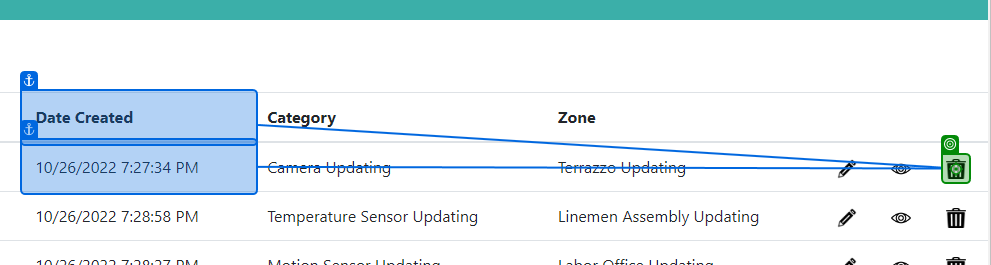 Date Created Category Zone
10/26/2022 7:27:34 PM Camera Updating Terrazzo Updating
10/26/2022 7:28:58 PM Temperature Sensor Updating Linemen Assembly Updating
10/26/2022 7:28:27 PM Motion Sensor Updating Labor Office Updating